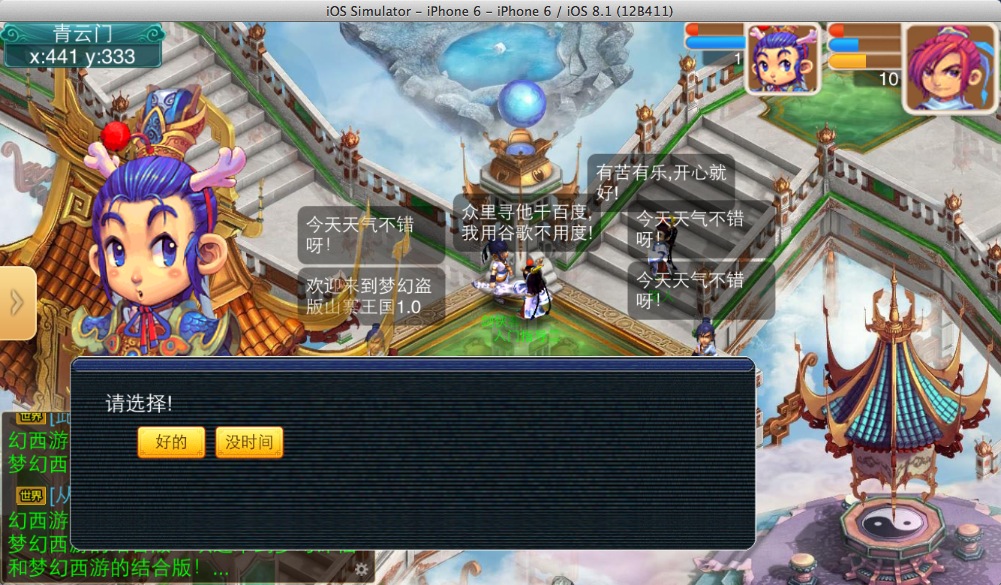 iOS Simulator - iPhone 6 - iPhone 6 / iOS 8.1 (12B411)
青云门
x:441 y:333
1
10
有苦有乐,开心就
好!
众里寻他千百度,
我用谷歌不用度!
今天天气不错
呀!
今天天气不错
呀!
欢迎来到梦幻盗
版山寨王国1.0
今天天气不错
呀!
请选择!
好的
没时间
世界
幻西游
梦幻西
世界 [从
幻西游
和梦幻西游的结合版! ...